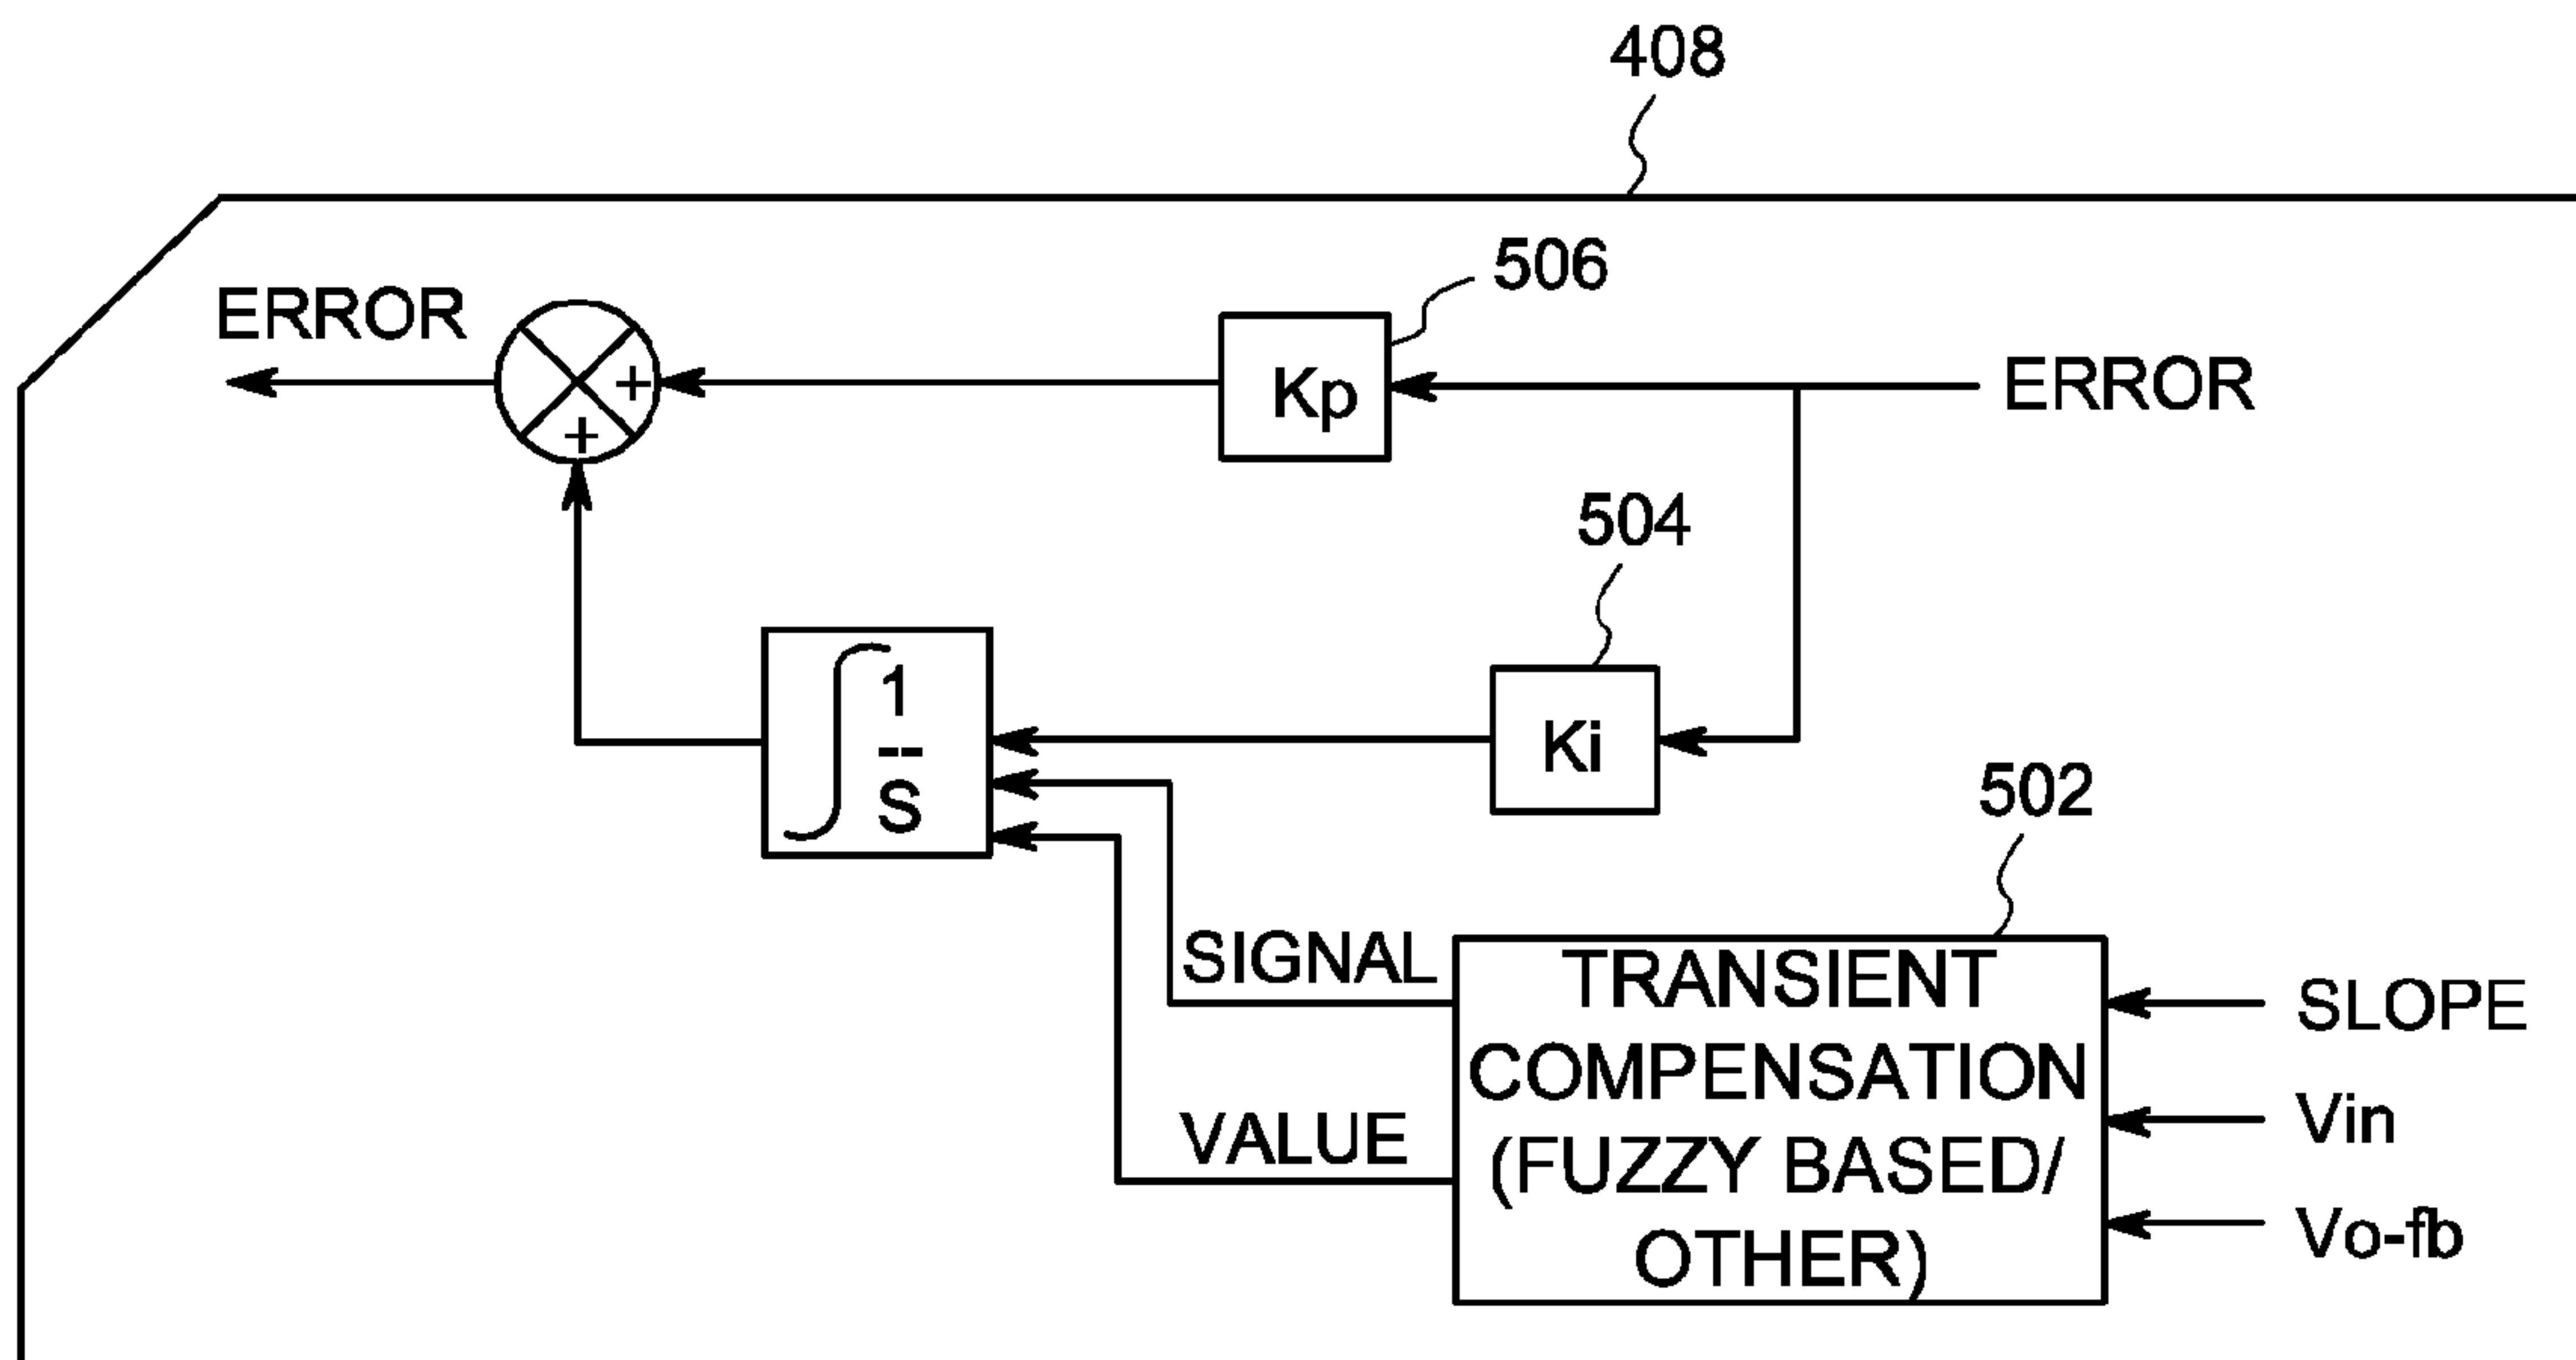 408
506
ERROR
Kp
ERROR
+
+
504
1
--
S
Ki
502
SIGNAL
VALUE
TRANSIENT
COMPENSATION
(FUZZY BASED/
OTHER)
SLOPE
Vin
Vo-fb